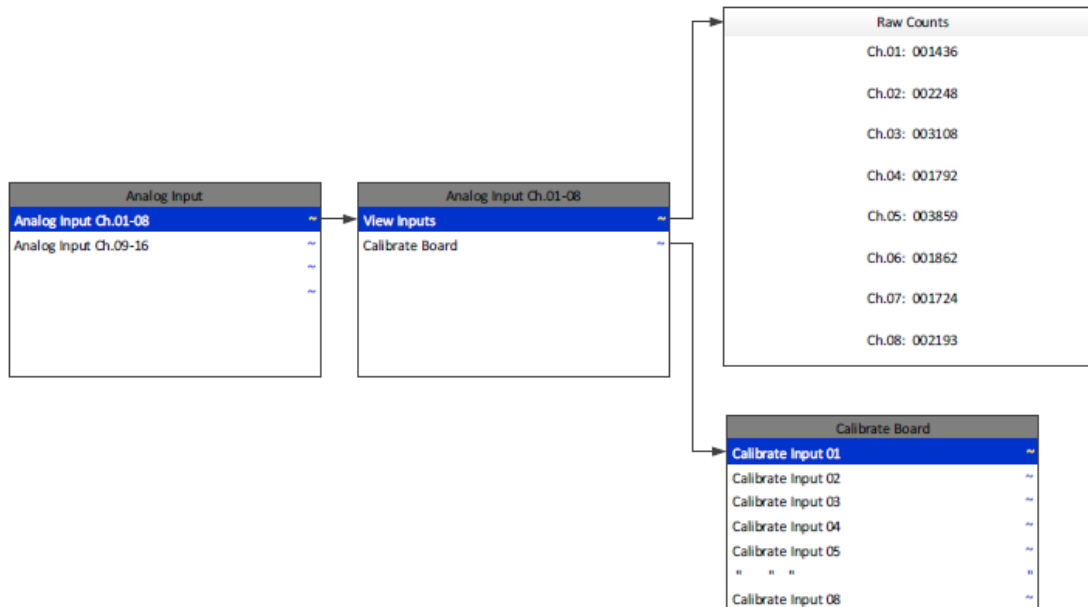 Analog Input
Analog Input Ch.01-08 ~
Analog Input Ch.09-16 ~
~
~
Analog Input Ch.01-08
View Inputs ~
Calibrate Board ~
Raw Counts
Ch.01: 001436
Ch.02: 002248
Ch.03: 003108
Ch.04: 001792
Ch.05: 003859
Ch.06: 001862
Ch.07: 001724
Ch.08: 002193
Calibrate Board
Calibrate Input 01 ~
Calibrate Input 02 ~
Calibrate Input 03 ~
Calibrate Input 04 ~
Calibrate Input 05 ~
" " " "
Calibrate Input 08 ~